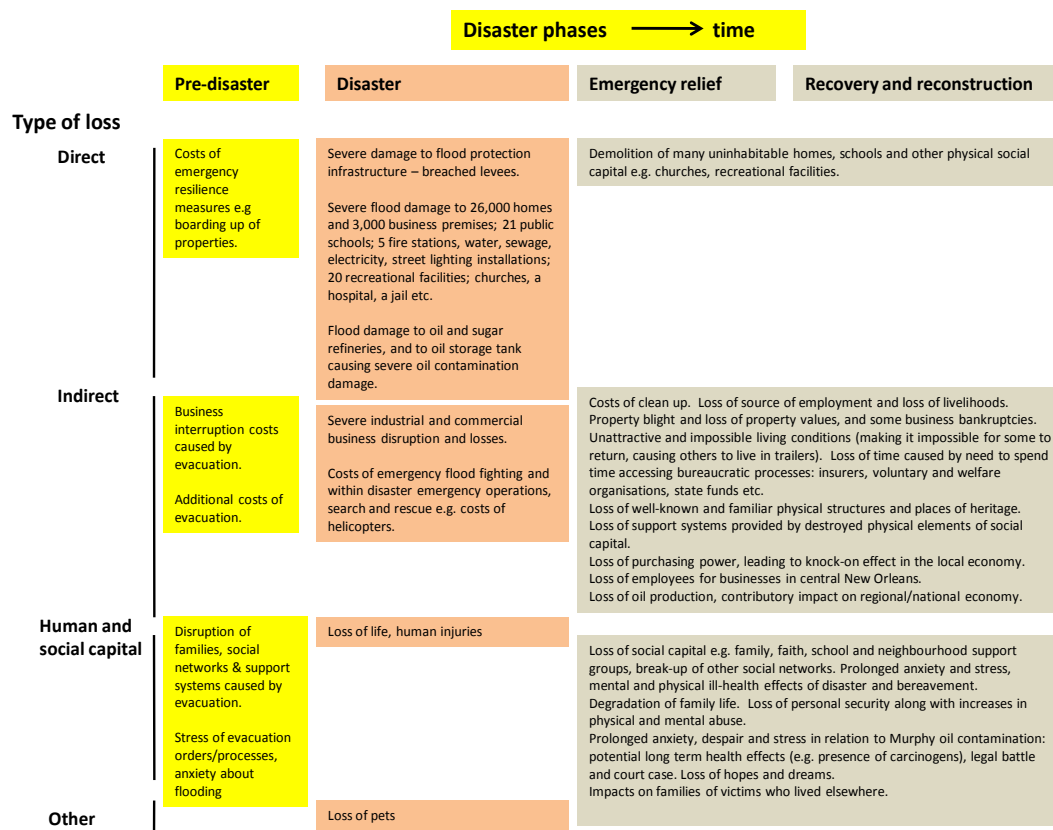 Disaster phases → time
Pre-disaster
Disaster
Emergency relief
Recovery and reconstruction
Type of loss
Direct
Costs of
emergency
resilience
measures e.g
boarding up of
properties.
Severe damage to flood protection
infrastructure – breached levees.
Severe flood damage to 26,000 homes
and 3,000 business premises; 21 public
schools; 5 fire stations, water, sewage,
electricity, street lighting installations;
20 recreational facilities; churches, a
hospital, a jail etc.
Flood damage to oil and sugar
refineries, and to oil storage tank
causing severe oil contamination
damage.
Demolition of many uninhabitable homes, schools and other physical social
capital e.g. churches, recreational facilities.
Indirect
Business
interruption costs
caused by
evacuation.
Additional costs of
evacuation.
Severe industrial and commercial
business disruption and losses.
Costs of emergency flood fighting and
within disaster emergency operations,
search and rescue e.g. costs of
helicopters.
Costs of clean up. Loss of source of employment and loss of livelihoods.
Property blight and loss of property values, and some business bankruptcies.
Unattractive and impossible living conditions (making it impossible for some to
return, causing others to live in trailers). Loss of time caused by need to spend
time accessing bureaucratic processes: insurers, voluntary and welfare
organisations, state funds etc.
Loss of well-known and familiar physical structures and places of heritage.
Loss of support systems provided by destroyed physical elements of social
capital.
Loss of purchasing power, leading to knock-on effect in the local economy.
Loss of employees for businesses in central New Orleans.
Loss of oil production, contributory impact on regional/national economy.
Human and
social capital
Disruption of
families, social
networks & support
systems caused by
evacuation.
Stress of evacuation
orders/processes,
anxiety about
flooding
Loss of life, human injuries
Loss of social capital e.g. family, faith, school and neighbourhood support
groups, break-up of other social networks. Prolonged anxiety and stress,
mental and physical ill-health effects of disaster and bereavement.
Degradation of family life. Loss of personal security along with increases in
physical and mental abuse.
Prolonged anxiety, despair and stress in relation to Murphy oil contamination:
potential long term health effects (e.g. presence of carcinogens), legal battle
and court case. Loss of hopes and dreams.
Impacts on families of victims who lived elsewhere.
Other
Loss of pets